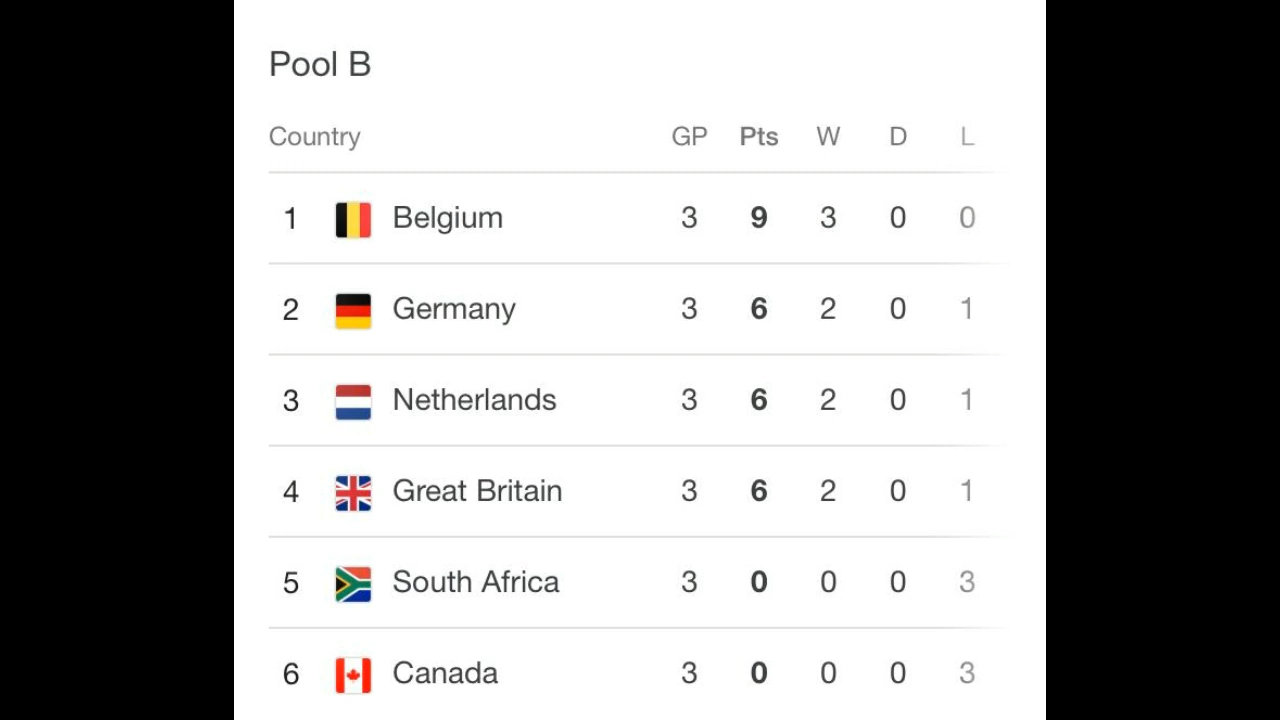 Pool B
Country GP Pts W D L
1 Belgium 3 9 3 0 0
2 Germany 3 6 2 0 1
3 Netherlands 3 6 2 0 1
4 Great Britain 3 6 2 0 1
5 South Africa 3 0 0 0 3
6 Canada 3 0 0 0 3